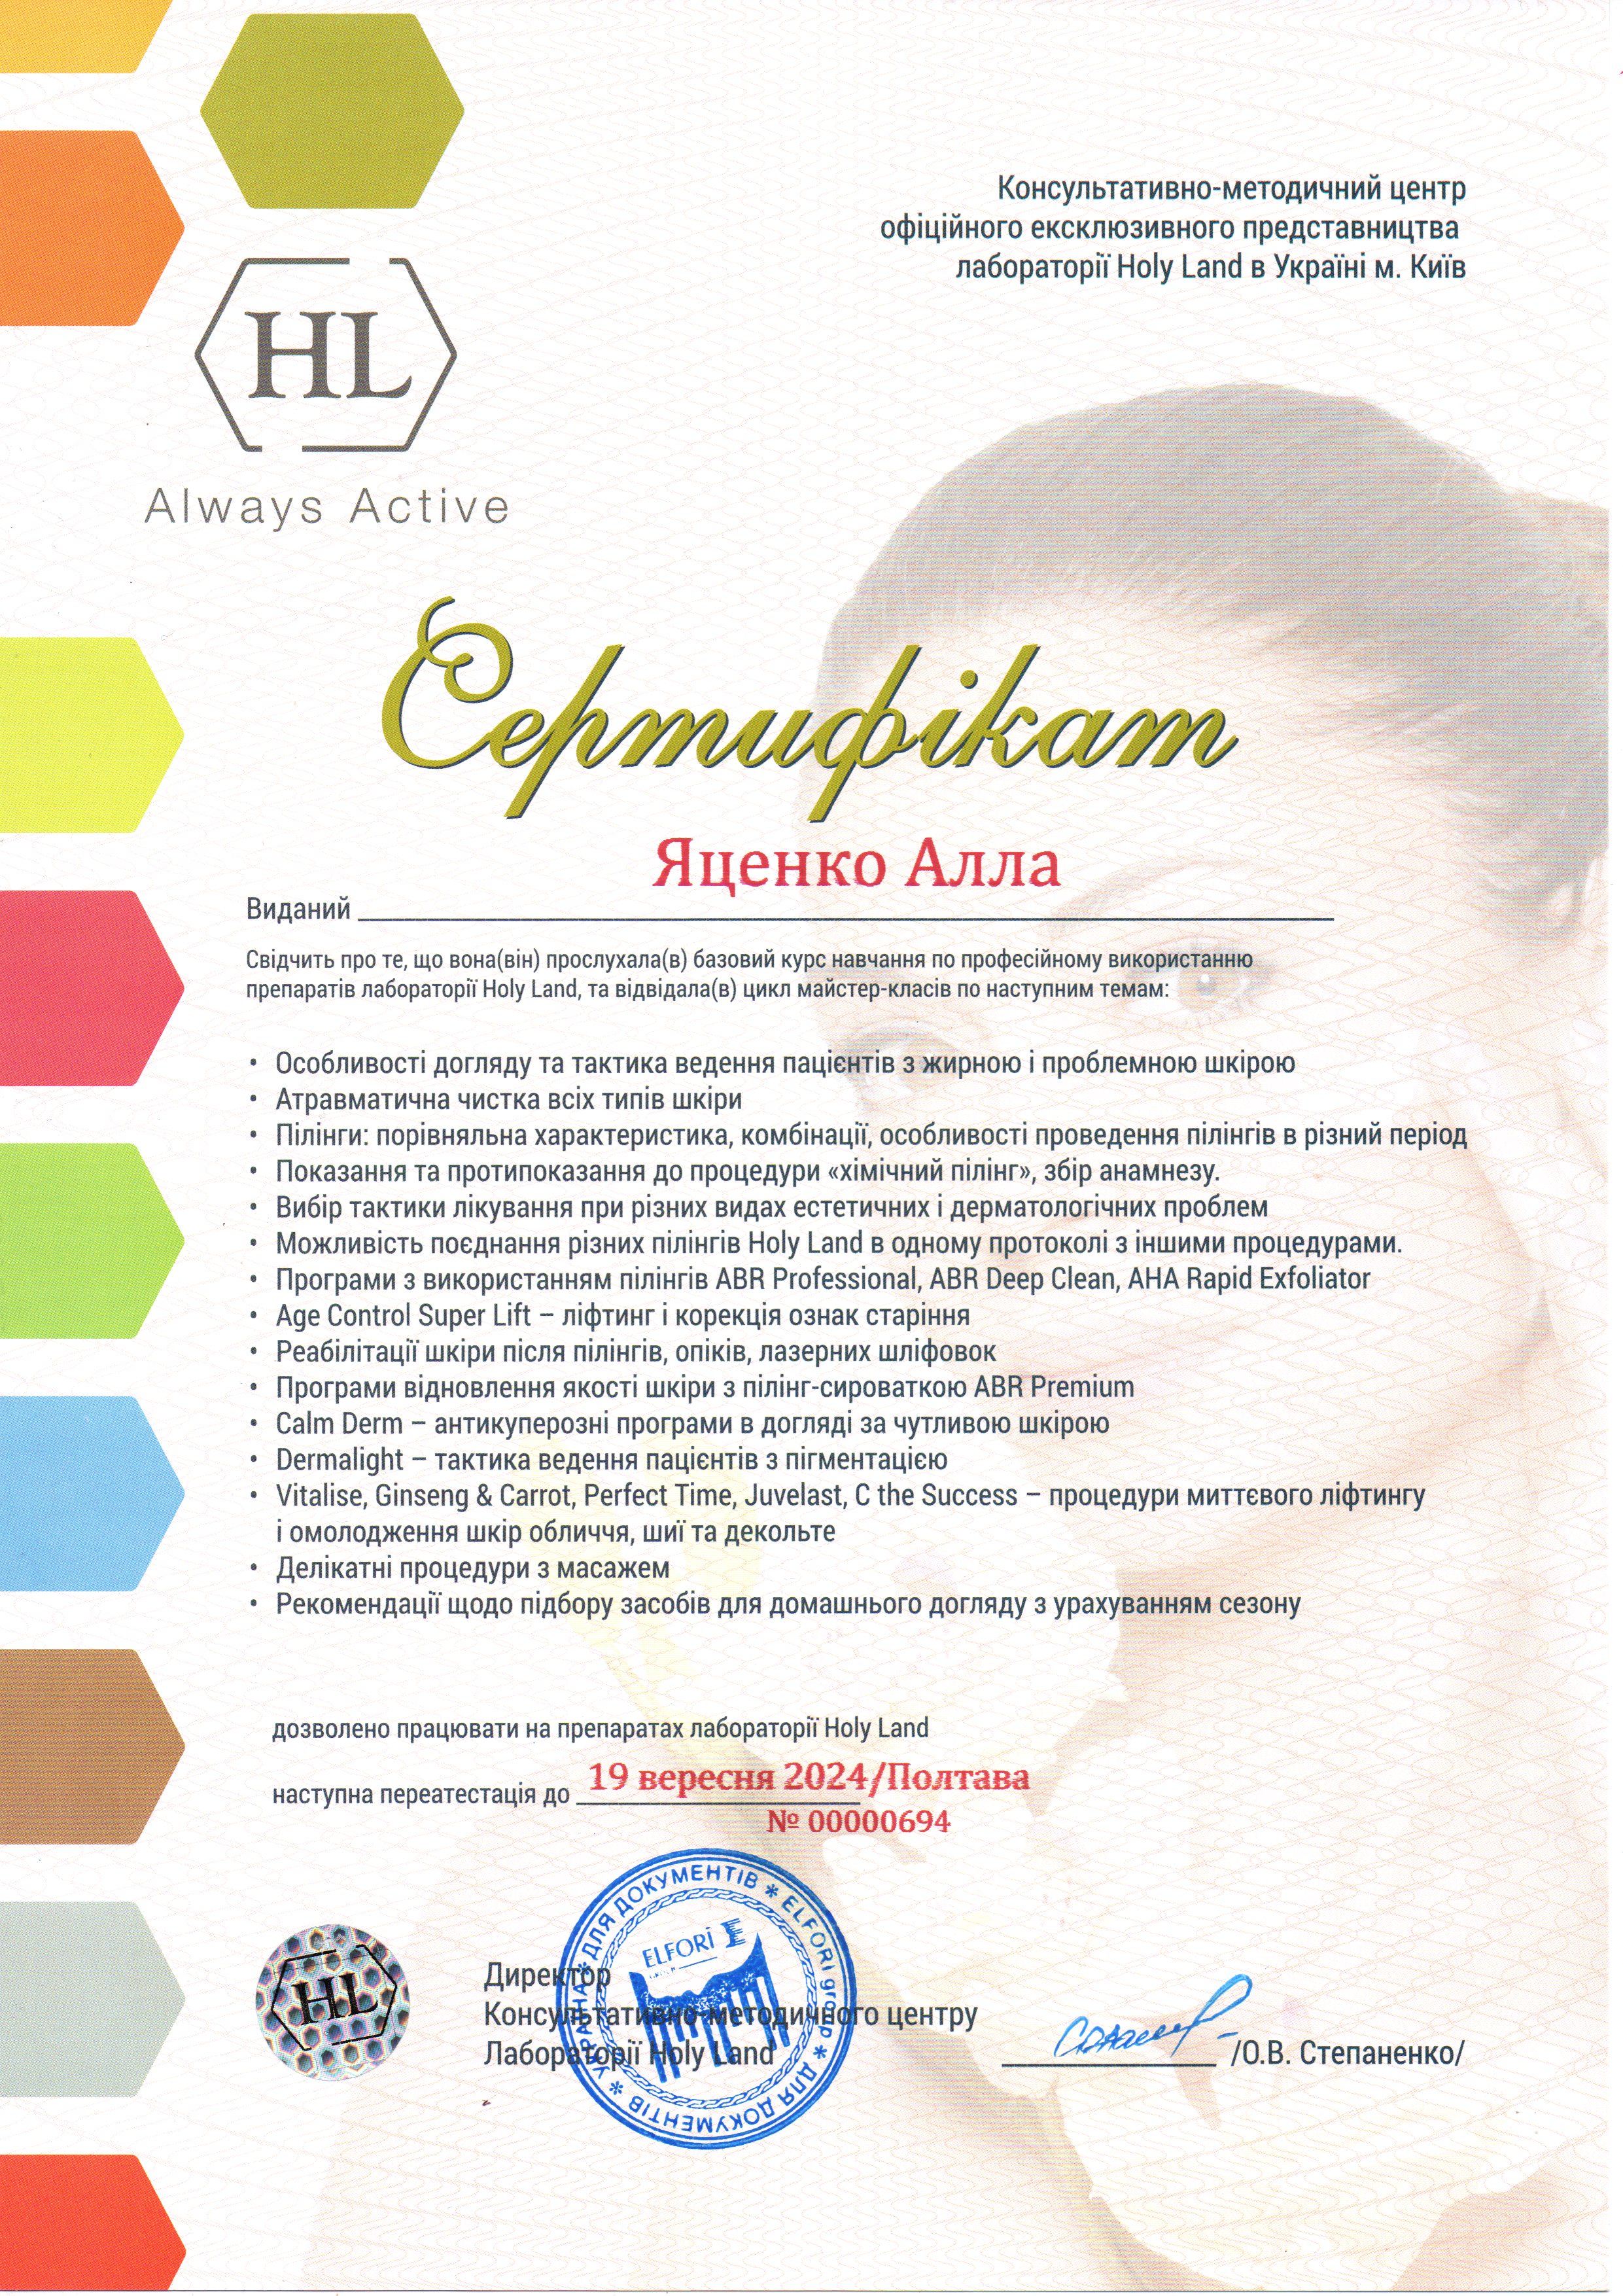 Консультативно-методичний центр
офіційного ексклюзивного представництва
лабораторії Holy Land в Україні м. Київ
HL
Always Active
Сертифікат
Яценко Алла
Виданий
Свідчить про те, що вона(він) прослухала(в) базовий курс навчання по професійному використанню
препаратів лабораторії Holy Land, та відвідала(в) цикл майстер-класів по наступним темам:
• Особливості догляду та тактика ведення пацієнтів з жирною і проблемною шкірою
• Атравматична чистка всіх типів шкіри
• Пілінги: порівняльна характеристика, комбінації, особливості проведення пілінгів в різний період
• Показання та протипоказання до процедури «хімічний пілінг», збір анамнезу.
• Вибір тактики лікування при різних видах естетичних і дерматологічних проблем
• Можливість поєднання різних пілінгів Holy Land в одному протоколі з іншими процедурами.
• Програми з використанням пілінгів ABR Professional, ABR Deep Clean, AHA Rapid Exfoliator
• Age Control Super Lift – ліфтинг і корекція ознак старіння
• Реабілітації шкіри після пілінгів, опіків, лазерних шліфовок
• Програми відновлення якості шкіри з пілінг-сироваткою ABR Premium
• Calm Derm – антикуперозні програми в догляді за чутливою шкірою
• Dermalight – тактика ведення пацієнтів з пігментацією
• Vitalise, Ginseng & Carrot, Perfect Time, Juvelast, C the Success – процедури миттєвого ліфтингу
і омолодження шкір обличчя, шиї та декольте
• Делікатні процедури з масажем
• Рекомендації щодо підбору засобів для домашнього догляду з урахуванням сезону
дозволено працювати на препаратах лабораторії Holy Land
наступна переатестація до 19 вересня 2024/Полтава
№ 00000694
HL
Директор
Консультативно-методичного центру
Лабораторії Holy Land
/О.В. Степаненко/
* ДЛЯ ДОКУМЕНТІВ * ELFORI group * ДЛЯ ДОКУМЕНТІВ * УКРАЇНА
ELFORI